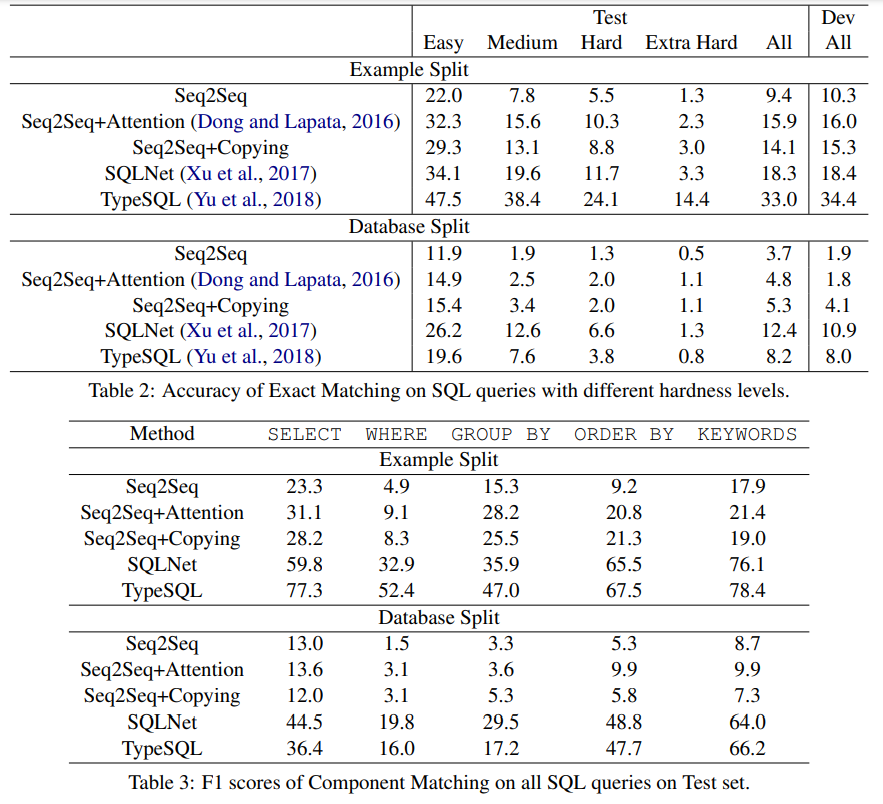 Test Dev
Easy Medium Hard Extra Hard All All
Example Split
Seq2Seq 22.0 7.8 5.5 1.3 9.4 10.3
Seq2Seq+Attention (Dong and Lapata, 2016) 32.3 15.6 10.3 2.3 15.9 16.0
Seq2Seq+Copying 29.3 13.1 8.8 3.0 14.1 15.3
SQLNet (Xu et al., 2017) 34.1 19.6 11.7 3.3 18.3 18.4
TypeSQL (Yu et al., 2018) 47.5 38.4 24.1 14.4 33.0 34.4
Database Split
Seq2Seq 11.9 1.9 1.3 0.5 3.7 1.9
Seq2Seq+Attention (Dong and Lapata, 2016) 14.9 2.5 2.0 1.1 4.8 1.8
Seq2Seq+Copying 15.4 3.4 2.0 1.1 5.3 4.1
SQLNet (Xu et al., 2017) 26.2 12.6 6.6 1.3 12.4 10.9
TypeSQL (Yu et al., 2018) 19.6 7.6 3.8 0.8 8.2 8.0
Table 2: Accuracy of Exact Matching on SQL queries with different hardness levels.
Method SELECT WHERE GROUP BY ORDER BY KEYWORDS
Example Split
Seq2Seq 23.3 4.9 15.3 9.2 17.9
Seq2Seq+Attention 31.1 9.1 28.2 20.8 21.4
Seq2Seq+Copying 28.2 8.3 25.5 21.3 19.0
SQLNet 59.8 32.9 35.9 65.5 76.1
TypeSQL 77.3 52.4 47.0 67.5 78.4
Database Split
Seq2Seq 13.0 1.5 3.3 5.3 8.7
Seq2Seq+Attention 13.6 3.1 3.6 9.9 9.9
Seq2Seq+Copying 12.0 3.1 5.3 5.8 7.3
SQLNet 44.5 19.8 29.5 48.8 64.0
TypeSQL 36.4 16.0 17.2 47.7 66.2
Table 3: F1 scores of Component Matching on all SQL queries on Test set.